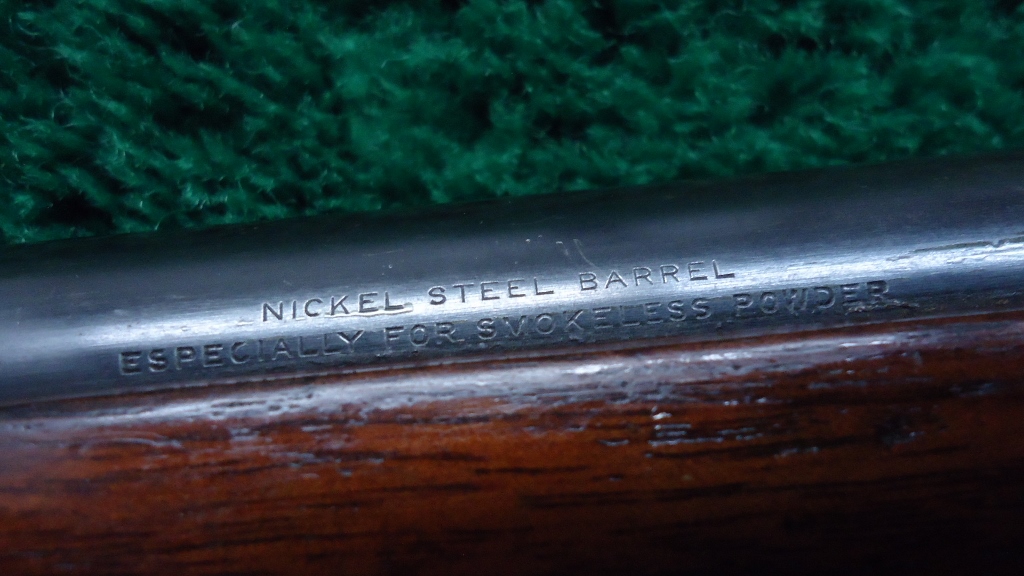 NICKEL STEEL BARREL
ESPECIALLY FOR SMOKELESS POWDER